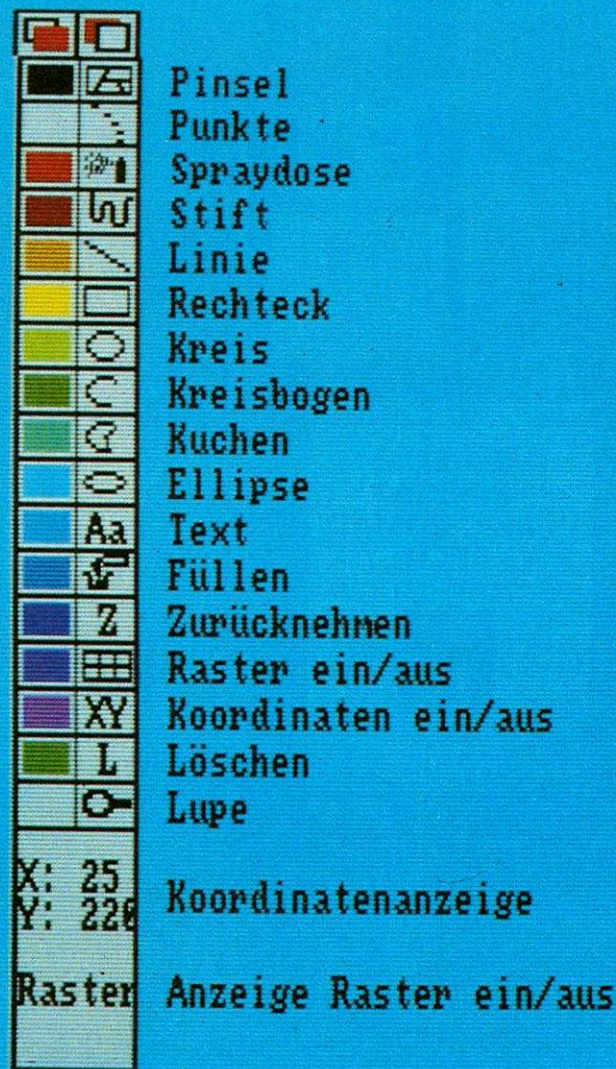 Pinsel
Punkte
Spraydose
Stift
Linie
Rechteck
Kreis
Kreisbogen
Kuchen
Ellipse
Aa Text
Füllen
Z Zurücknehmen
Raster ein/aus
XY Koordinaten ein/aus
L Löschen
Lupe
X: 25
Y: 220
Koordinatenanzeige
Raster Anzeige Raster ein/aus